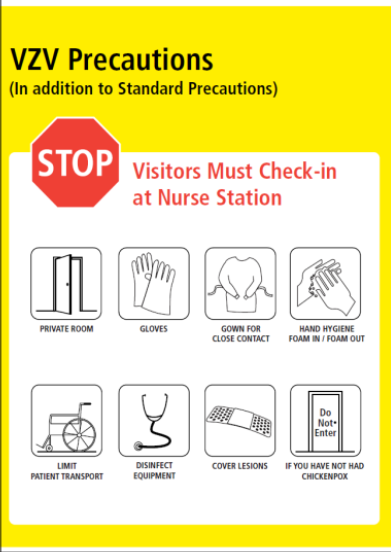 VZV Precautions
(In addition to Standard Precautions)
STOP
Visitors Must Check-in
at Nurse Station
PRIVATE ROOM
GLOVES
GOWN FOR
CLOSE CONTACT
HAND HYGIENE
FOAM IN / FOAM OUT
LIMIT
PATIENT TRANSPORT
DISINFECT
EQUIPMENT
COVER LESIONS
Do
Not
Enter
IF YOU HAVE NOT HAD
CHICKENPOX